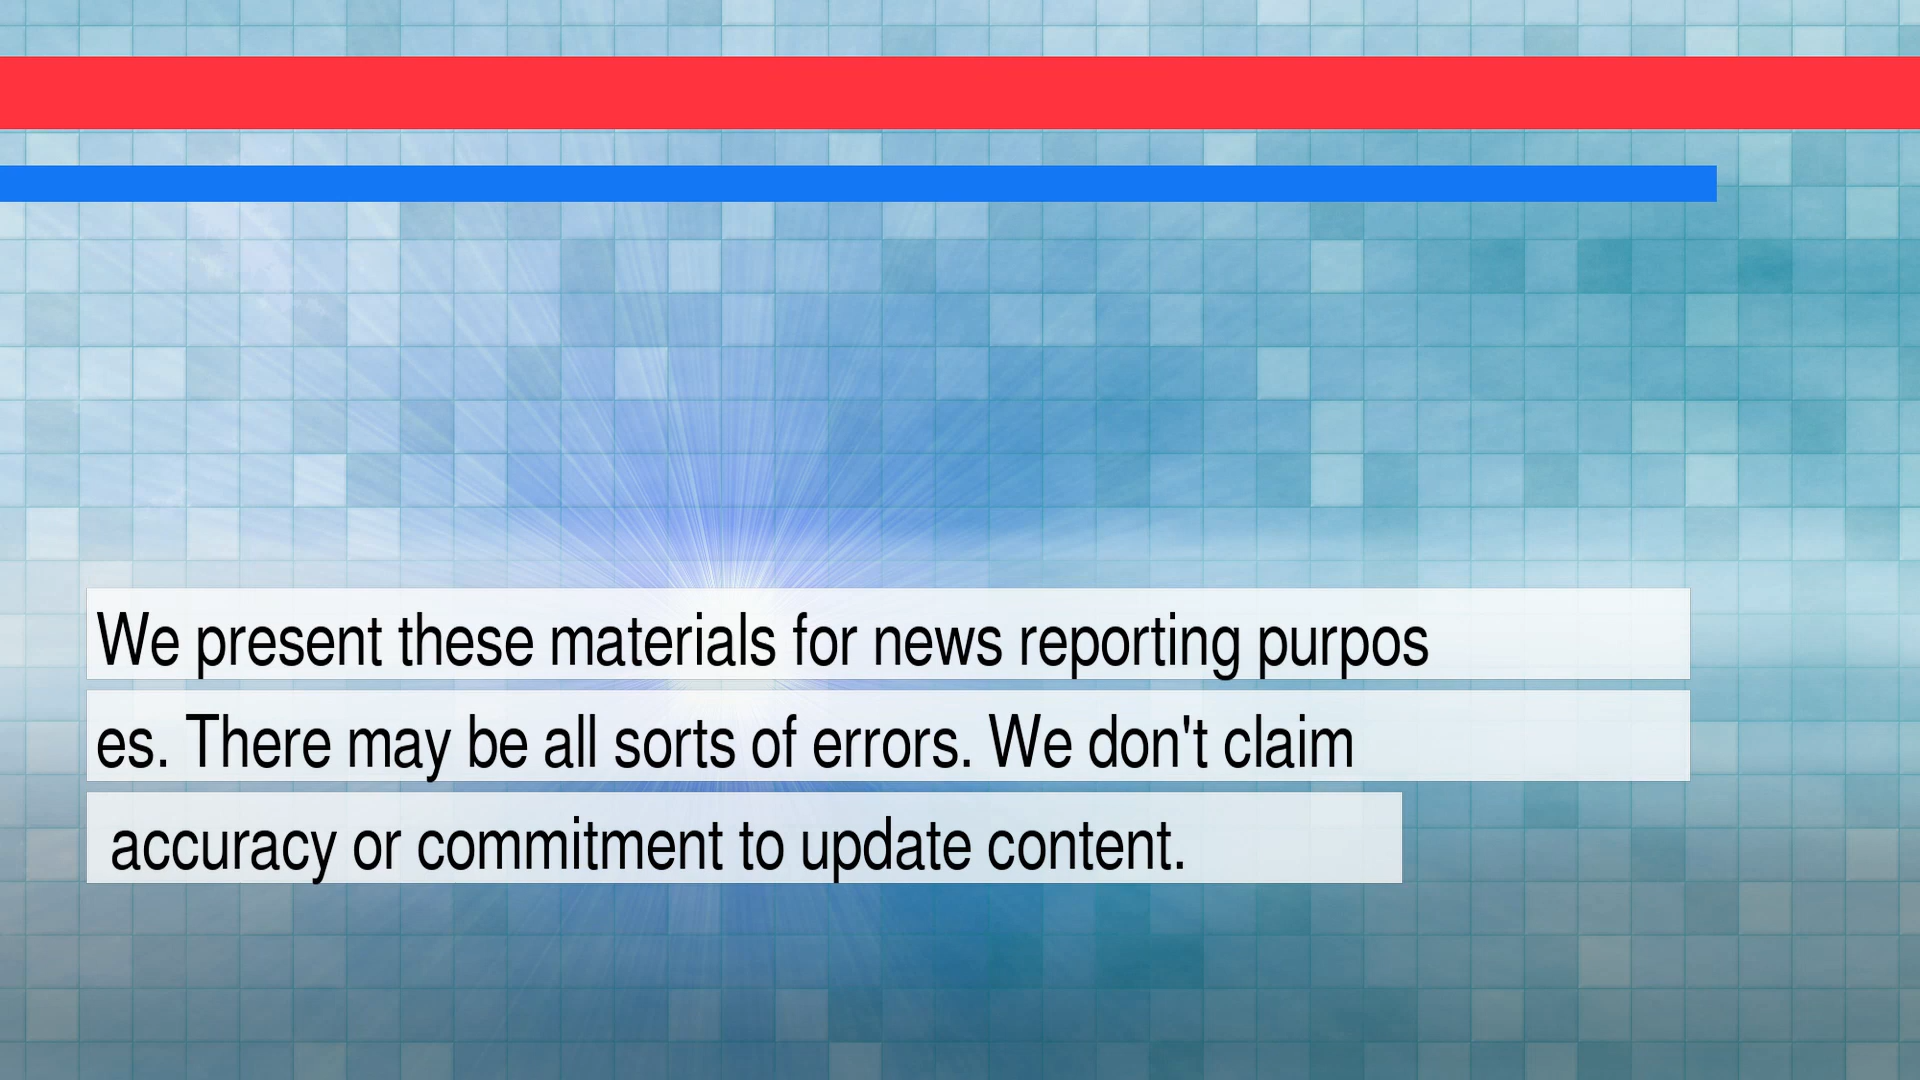 We present these materials for news reporting purpos
es. There may be all sorts of errors. We don't claim
accuracy or commitment to update content.